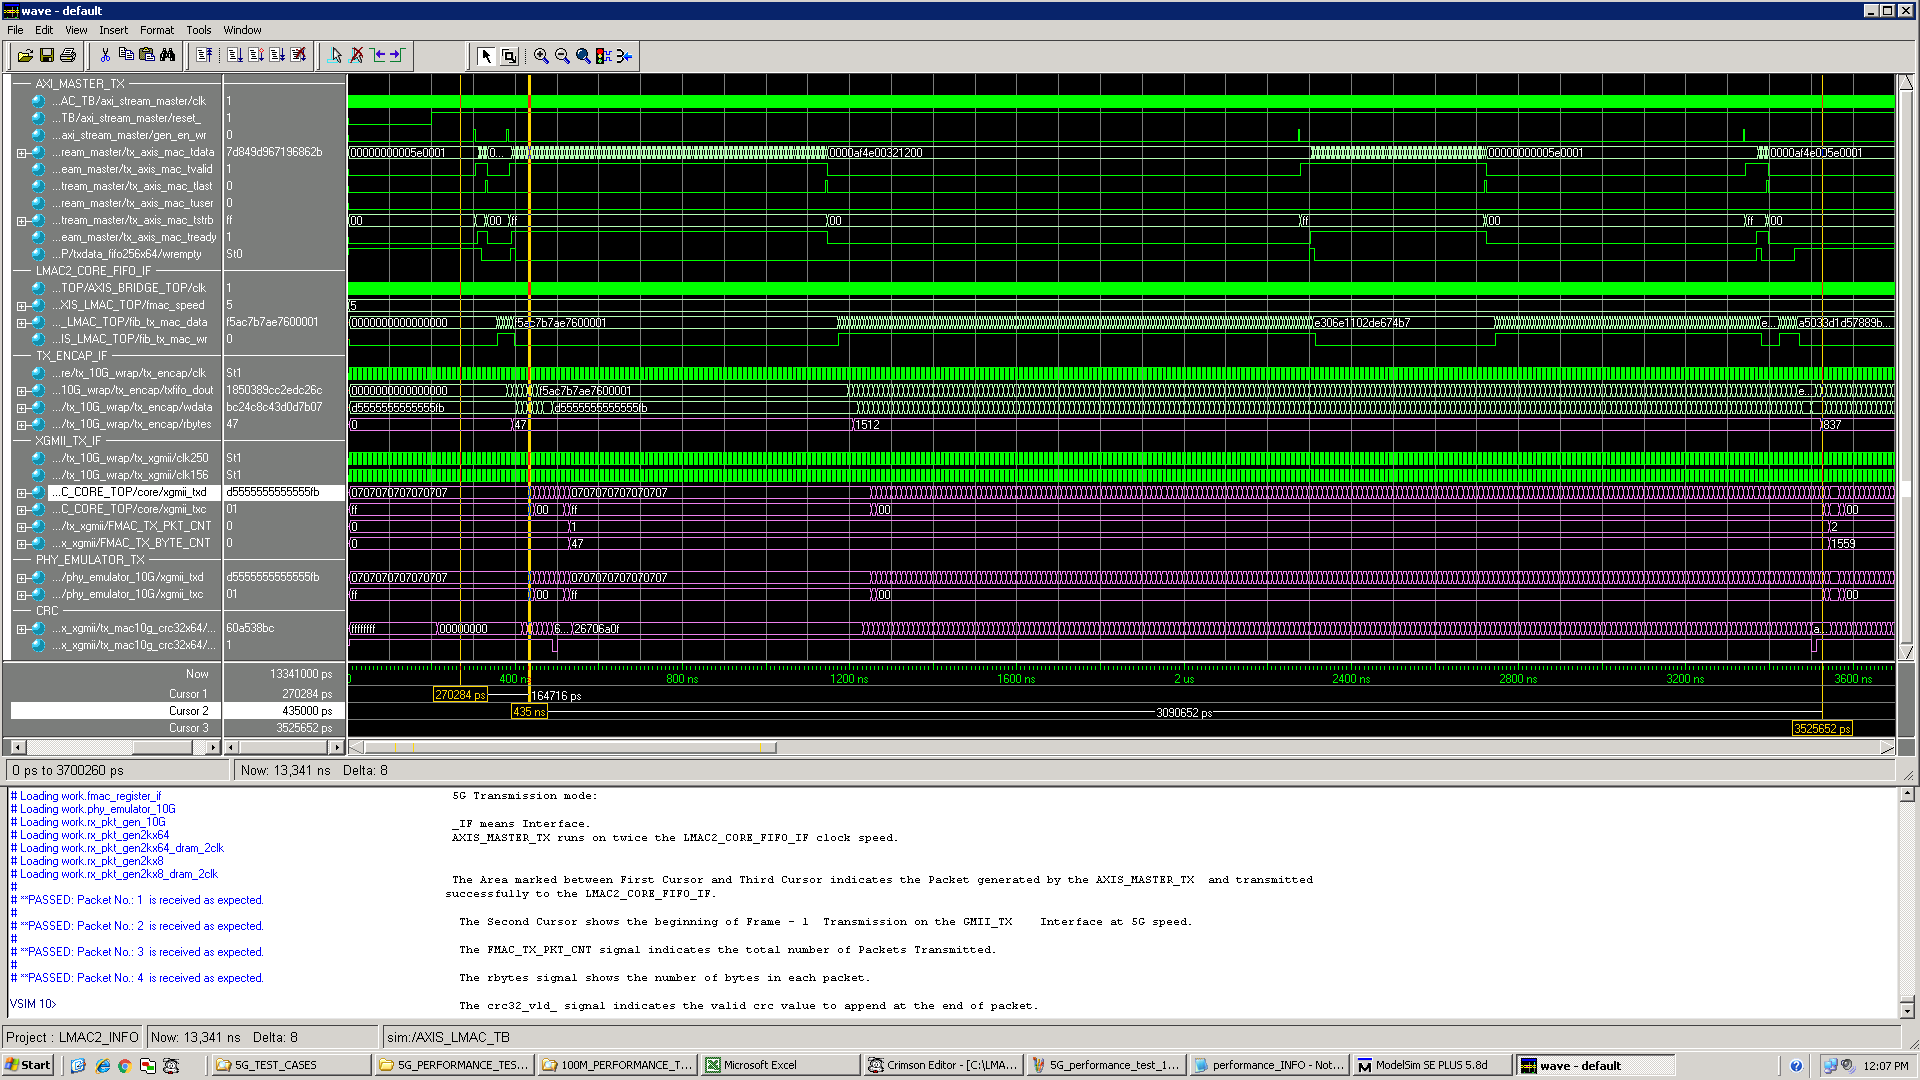 wave - default
File Edit View Insert Format Tools Window
AXI_MASTER_TX
...AC_TB/axi_stream_master/clk 1
...TB/axi_stream_master/reset_ 1
...axi_stream_master/gen_en_wr 0
...ream_master/tx_axis_mac_tdata 7d849d967196862b 00000000005e0001 0... 0000af4e00321200 00000000005e0001 0000af4e005e0001
...eam_master/tx_axis_mac_tvalid 1
...tream_master/tx_axis_mac_tlast 0
...ream_master/tx_axis_mac_tuser 0
...tream_master/tx_axis_mac_tstrb ff 00 00 ff 00 ff 00 ff 00
...eam_master/tx_axis_mac_tready 1
...P/txdata_fifo256x64/wrempty St0
LMAC2_CORE_FIFO_IF
...TOP/AXIS_BRIDGE_TOP/clk 1
...XIS_LMAC_TOP/fmac_speed 5 5
..._LMAC_TOP/fib_tx_mac_data f5ac7b7ae7600001 0000000000000000 f5ac7b7ae7600001 e306e1102de674b7 e... a5033d1d57889b...
...IS_LMAC_TOP/fib_tx_mac_wr 0
TX_ENCAP_IF
...re/tx_10G_wrap/tx_encap/clk St1
...10G_wrap/tx_encap/txfifo_dout 1850389cc2edc26c 0000000000000000 f5ac7b7ae7600001 e...
.../tx_10G_wrap/tx_encap/wdata bc24c8c43d0d7b07 d5555555555555fb d5555555555555fb
.../tx_10G_wrap/tx_encap/rbytes 47 0 47 1512 837
XGMII_TX_IF
.../tx_10G_wrap/tx_xgmii/clk250 St1
.../tx_10G_wrap/tx_xgmii/clk156 St1
...C_CORE_TOP/core/xgmii_txd d5555555555555fb 0707070707070707 0707070707070707
...C_CORE_TOP/core/xgmii_txc 01 ff 00 ff 00 00
.../tx_xgmii/FMAC_TX_PKT_CNT 0 0 1 2
...x_xgmii/FMAC_TX_BYTE_CNT 0 0 47 1559
PHY_EMULATOR_TX
.../phy_emulator_10G/xgmii_txd d5555555555555fb 0707070707070707 0707070707070707
.../phy_emulator_10G/xgmii_txc 01 ff 00 ff 00 00
CRC
...x_xgmii/tx_mac10g_crc32x64/... 60a538bc ffffffff 00000000 6... 26706a0f a...
...x_xgmii/tx_mac10g_crc32x64/... 1
Now 13341000 ps 0 400 n 800 ns 1200 ns 1600 ns 2 us 2400 ns 2800 ns 3200 ns 3600 ns
Cursor 1 270284 ps 270284 ps 164716 ps
Cursor 2 435000 ps 435 ns 3090652 ps
Cursor 3 3525652 ps 3525652 ps
0 ps to 3700260 ps Now: 13,341 ns Delta: 8
# Loading work.fmac_register_if
# Loading work.phy_emulator_10G
# Loading work.rx_pkt_gen_10G
# Loading work.rx_pkt_gen2kx64
# Loading work.rx_pkt_gen2kx64_dram_2clk
# Loading work.rx_pkt_gen2kx8
# Loading work.rx_pkt_gen2kx8_dram_2clk
#
# **PASSED: Packet No.: 1 is received as expected.
#
# **PASSED: Packet No.: 2 is received as expected.
#
# **PASSED: Packet No.: 3 is received as expected.
#
# **PASSED: Packet No.: 4 is received as expected.
VSIM 10>
5G Transmission mode:
_IF means Interface.
AXIS_MASTER_TX runs on twice the LMAC2_CORE_FIFO_IF clock speed.
The Area marked between First Cursor and Third Cursor indicates the Packet generated by the AXIS_MASTER_TX and transmitted
successfully to the LMAC2_CORE_FIFO_IF.
The Second Cursor shows the beginning of Frame - 1 Transmission on the GMII_TX Interface at 5G speed.
The FMAC_TX_PKT_CNT signal indicates the total number of Packets Transmitted.
The rbytes signal shows the number of bytes in each packet.
The crc32_vld_ signal indicates the valid crc value to append at the end of packet.
Project : LMAC2_INFO Now: 13,341 ns Delta: 8 sim:/AXIS_LMAC_TB
Start 5G_TEST_CASES 5G_PERFORMANCE_TES... 100M_PERFORMANCE_T... Microsoft Excel Crimson Editor - [C:\LMA... 5G_performance_test_1... performance_INFO - Not... ModelSim SE PLUS 5.8d wave - default 12:07 PM